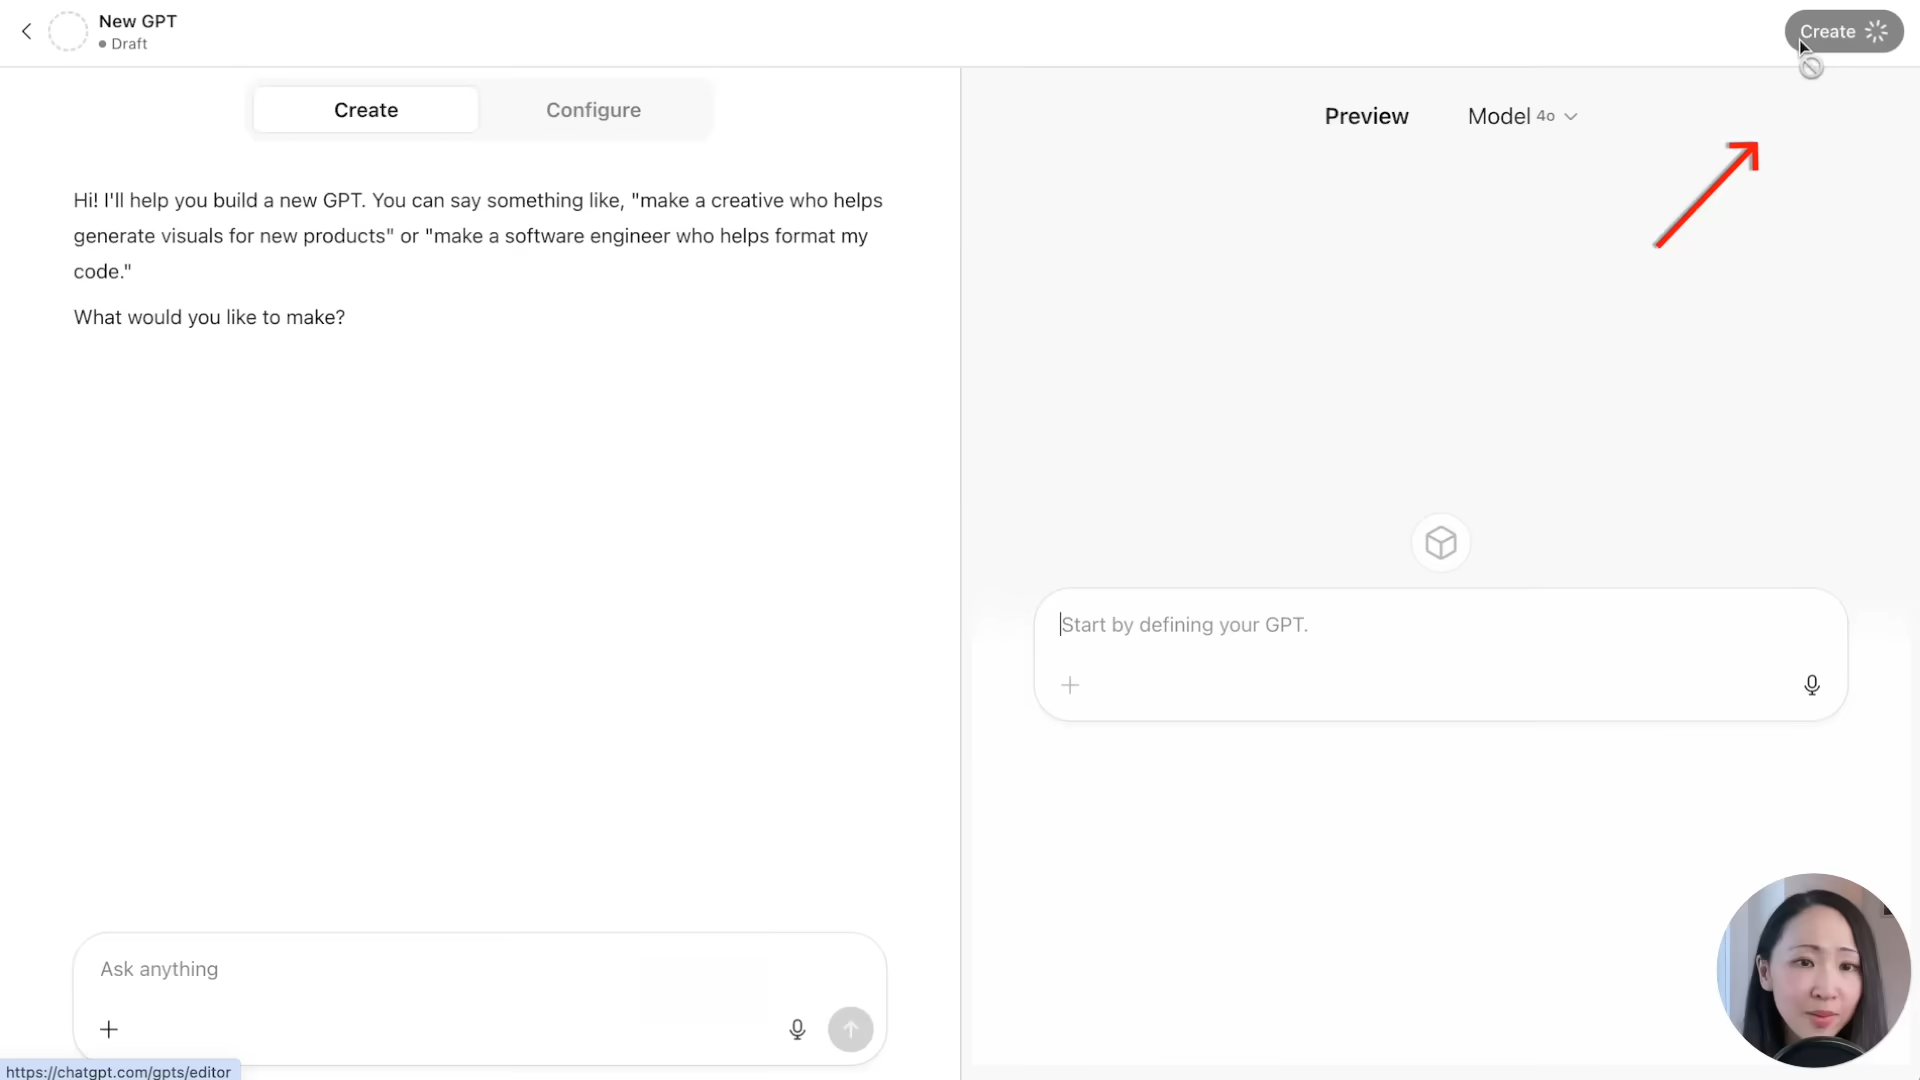 New GPT
Draft
Create
Create
Configure
Preview
Model 4o
Hi! I'll help you build a new GPT. You can say something like, "make a creative who helps
generate visuals for new products" or "make a software engineer who helps format my
code."
What would you like to make?
Start by defining your GPT.
Ask anything
https://chatgpt.com/gpts/editor